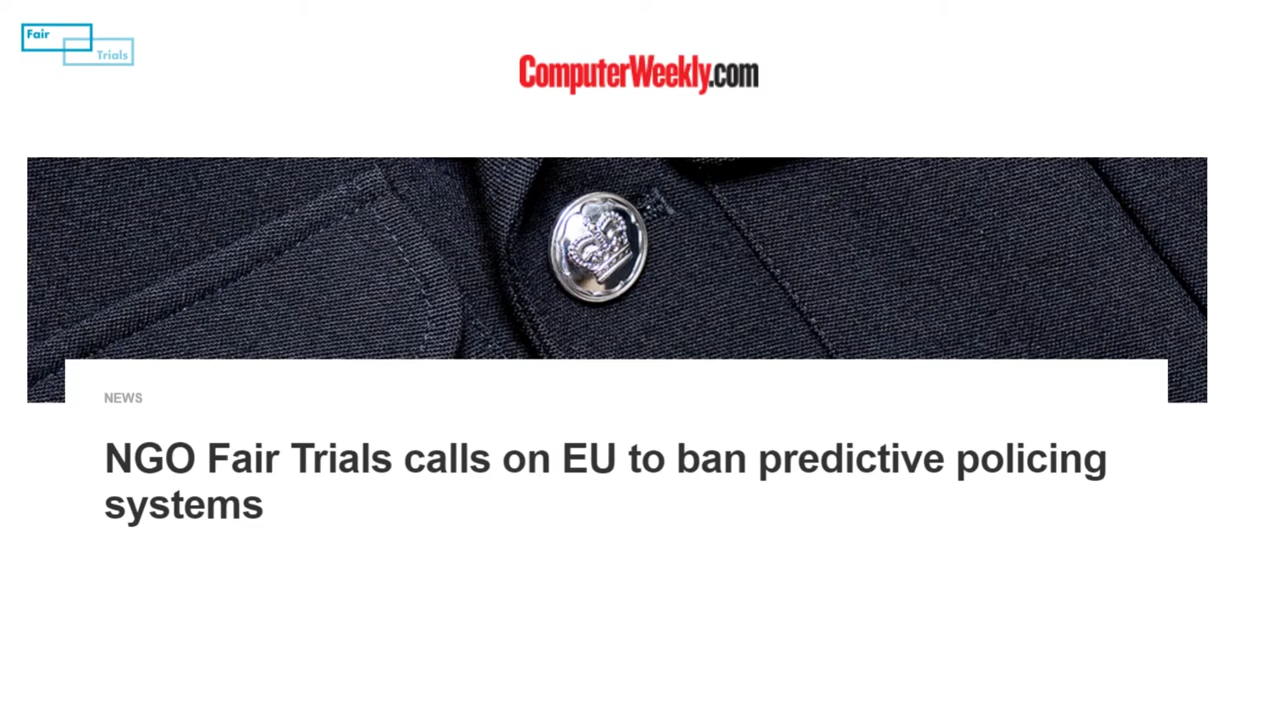 Fair
Trials
ComputerWeekly.com
NEWS
NGO Fair Trials calls on EU to ban predictive policing
systems